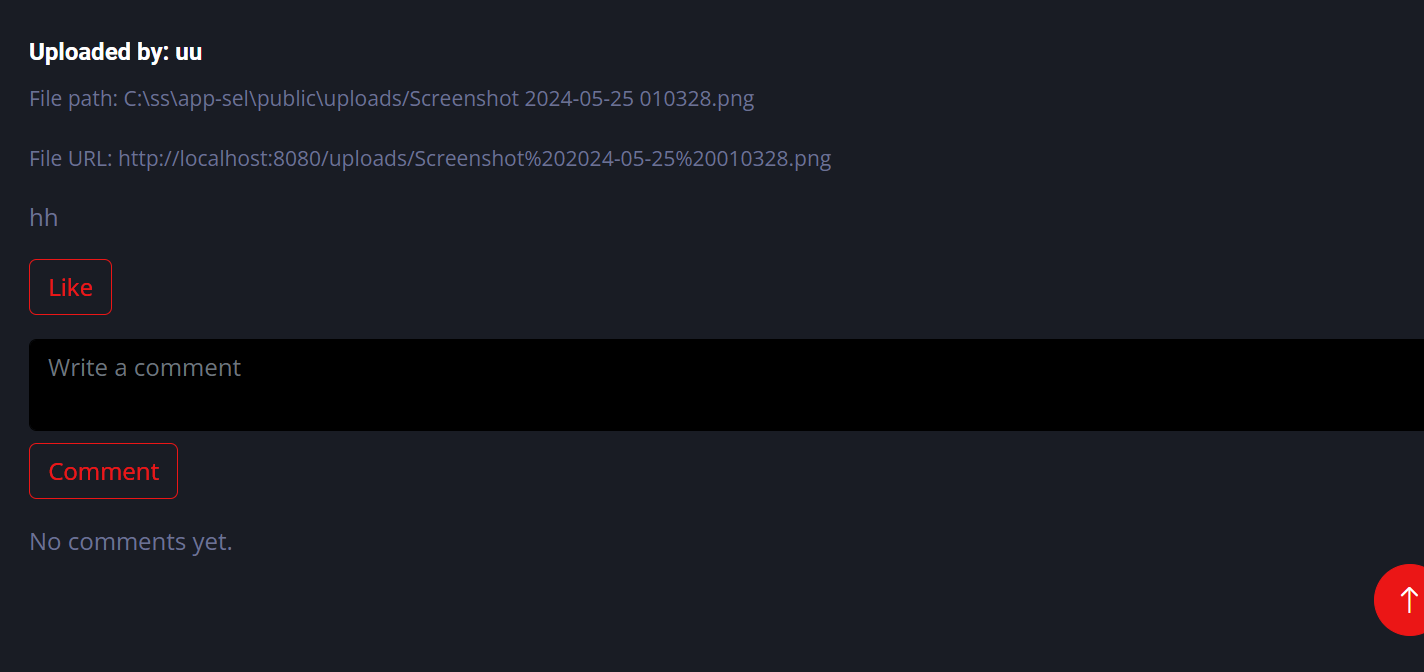 Uploaded by: uu
File path: C:\ss\app-sel\public\uploads/Screenshot 2024-05-25 010328.png
File URL: http://localhost:8080/uploads/Screenshot%202024-05-25%20010328.png
hh
Like
Write a comment
Comment
No comments yet.